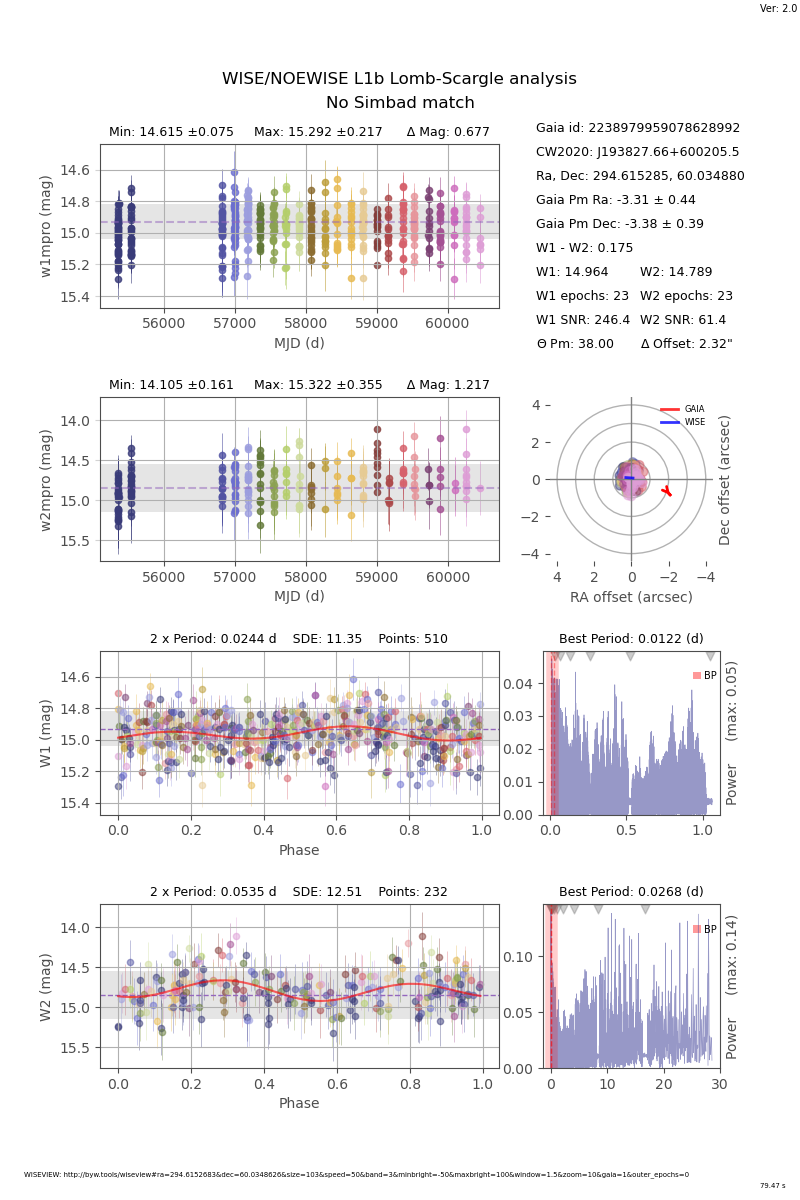 Ver: 2.0
WISE/NOEWISE L1b Lomb-Scargle analysis
No Simbad match
Min: 14.615 ±0.075 Max: 15.292 ±0.217 Δ Mag: 0.677
w1mpro (mag)
14.6
14.8
15.0
15.2
15.4
56000 57000 58000 59000 60000
MJD (d)
Gaia id: 2238979959078628992
CW2020: J193827.66+600205.5
Ra, Dec: 294.615285, 60.034880
Gaia Pm Ra: -3.31 ± 0.44
Gaia Pm Dec: -3.38 ± 0.39
W1 - W2: 0.175
W1: 14.964 W2: 14.789
W1 epochs: 23 W2 epochs: 23
W1 SNR: 246.4 W2 SNR: 61.4
Θ Pm: 38.00 Δ Offset: 2.32"
Min: 14.105 ±0.161 Max: 15.322 ±0.355 Δ Mag: 1.217
w2mpro (mag)
14.0
14.5
15.0
15.5
56000 57000 58000 59000 60000
MJD (d)
GAIA
WISE
4
2
0
−2
−4
4 2 0 −2 −4
RA offset (arcsec)
Dec offset (arcsec)
2 x Period: 0.0244 d SDE: 11.35 Points: 510
W1 (mag)
14.6
14.8
15.0
15.2
15.4
0.0 0.2 0.4 0.6 0.8 1.0
Phase
Best Period: 0.0122 (d)
BP
0.04
0.03
0.02
0.01
0.00
0.0 0.5 1.0
Power (max: 0.05)
2 x Period: 0.0535 d SDE: 12.51 Points: 232
W2 (mag)
14.0
14.5
15.0
15.5
0.0 0.2 0.4 0.6 0.8 1.0
Phase
Best Period: 0.0268 (d)
BP
0.10
0.05
0.00
0 10 20 30
Power (max: 0.14)
WISEVIEW: http://byw.tools/wiseview#ra=294.6152683&dec=60.0348626&size=103&speed=50&band=3&minbright=-50&maxbright=100&window=1.5&zoom=10&gaia=1&outer_epochs=0
79.47 s